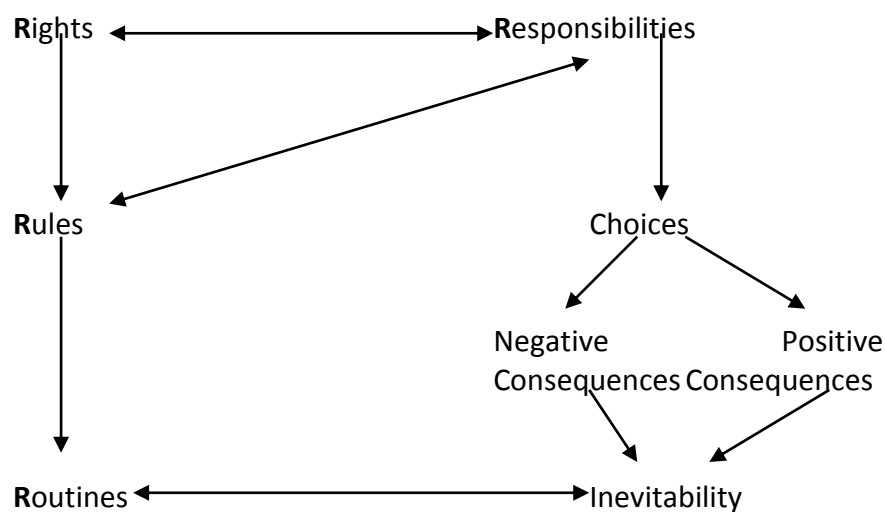 Rights Responsibilities
Rules Choices
Negative Positive
Consequences Consequences
Routines Inevitability